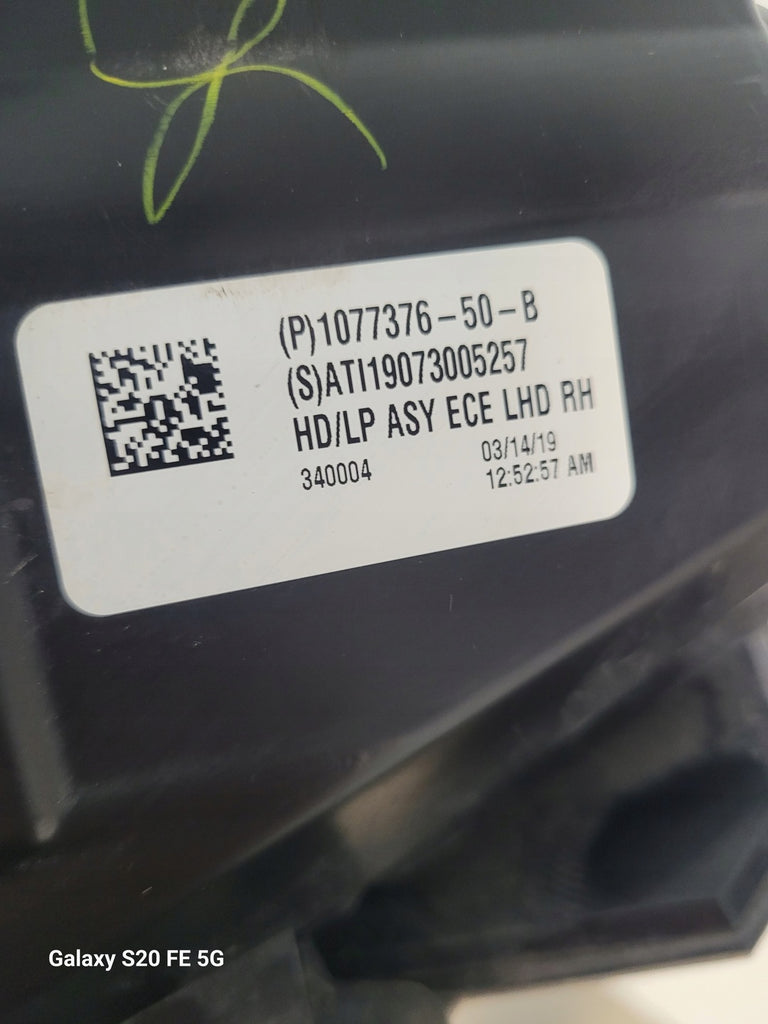 (P)1077376-50-B
(S)ATI19073005257
HD/LP ASY ECE LHD RH
340004
03/14/19
12:52:57 AM
Galaxy S20 FE 5G